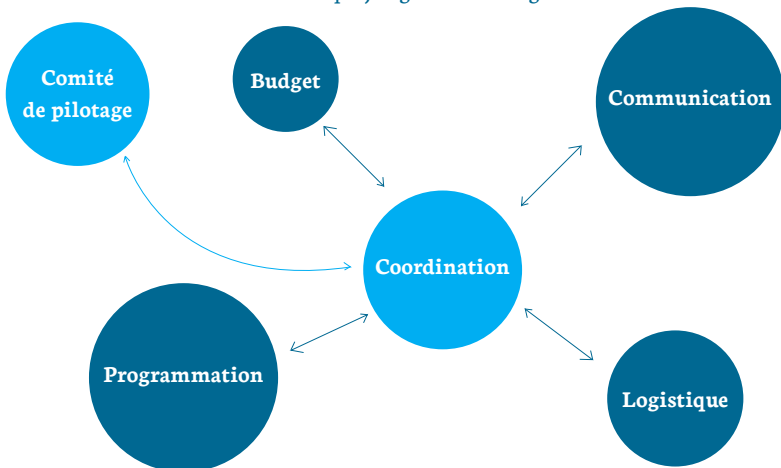 Comité
de pilotage
Budget
Communication
Coordination
Programmation
Logistique